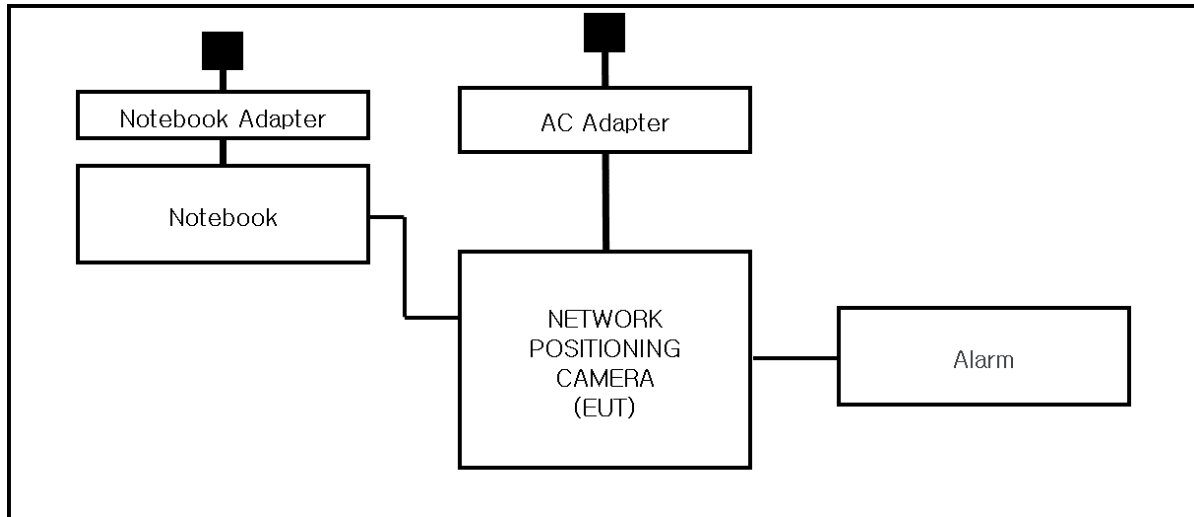 Notebook Adapter
AC Adapter
Notebook
NETWORK
POSITIONING
CAMERA
(EUT)
Alarm